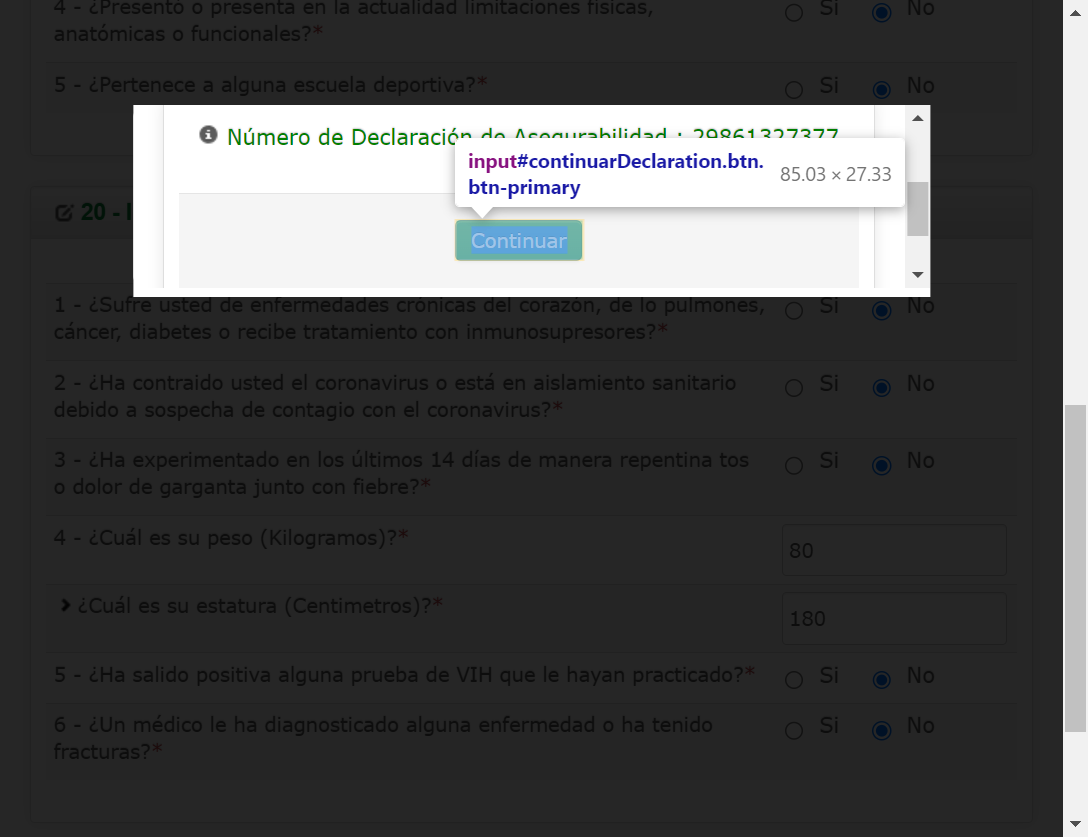 4 - ¿Presentó o presenta en la actualidad limitaciones físicas,
anatómicas o funcionales?*
Si
No
5 - ¿Pertenece a alguna escuela deportiva?*
Si
No
Número de Declaración de Asegurabilidad : 29861327377
input#continuarDeclaration.btn.
btn-primary
85.03 × 27.33
20 - I
Continuar
1 - ¿Sufre usted de enfermedades crónicas del corazón, de lo pulmones,
cáncer, diabetes o recibe tratamiento con inmunosupresores?*
Si
No
2 - ¿Ha contraido usted el coronavirus o está en aislamiento sanitario
debido a sospecha de contagio con el coronavirus?*
Si
No
3 - ¿Ha experimentado en los últimos 14 días de manera repentina tos
o dolor de garganta junto con fiebre?*
Si
No
4 - ¿Cuál es su peso (Kilogramos)?*
80
¿Cuál es su estatura (Centimetros)?*
180
5 - ¿Ha salido positiva alguna prueba de VIH que le hayan practicado?*
Si
No
6 - ¿Un médico le ha diagnosticado alguna enfermedad o ha tenido
fracturas?*
Si
No